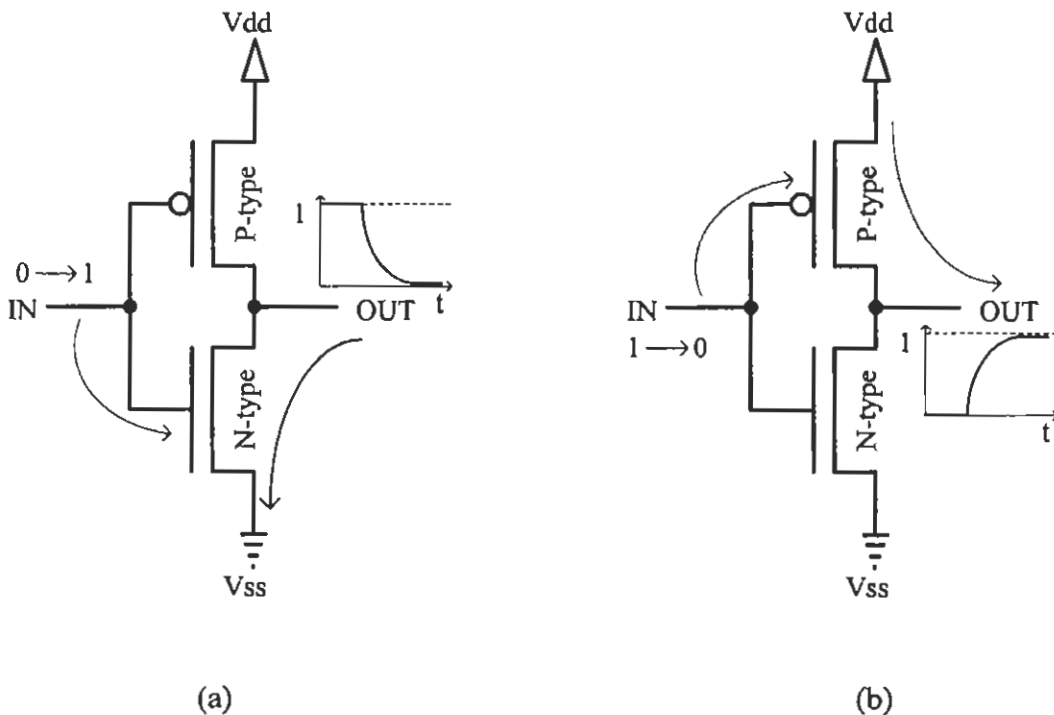 Vdd
P-type
1
t
0 → 1
IN
OUT
N-type
Vss
(a)
Vdd
P-type
IN
OUT
1 → 0
1
t
N-type
Vss
(b)